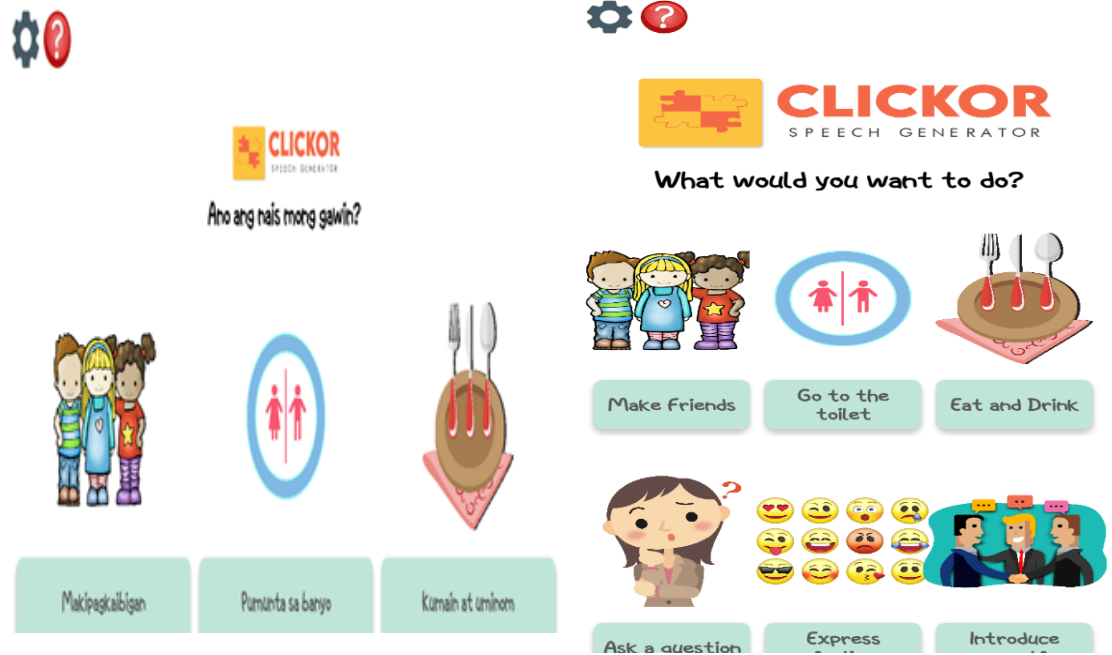 ?
CLICKOR
SPEECH GENERATOR
Ano ang nais mong gawin?
Makipagkaibigan
Pumunta sa banyo
Kumain at uminom
?
CLICKOR
SPEECH GENERATOR
What would you want to do?
Make Friends
Go to the
toilet
Eat and Drink
?
Ask a question
Express
Introduce